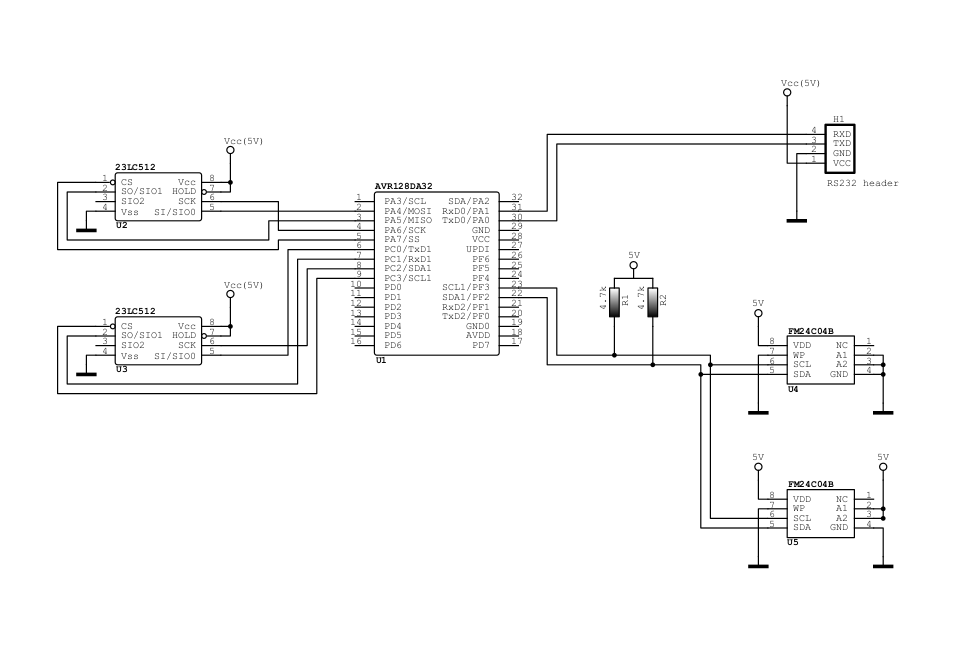 Vcc(5V)
H1
4 RXD
3 TXD
2 GND
1 VCC
RS232 header
Vcc(5V)
23LC512
1 CS Vcc 8
2 SO/SIO1 HOLD 7
3 SIO2 SCK 6
4 Vss SI/SIO0 5
U2
AVR128DA32
1 PA3/SCL SDA/PA2 32
2 PA4/MOSI RxD0/PA1 31
3 PA5/MISO TxD0/PA0 30
4 PA6/SCK GND 29
5 PA7/SS VCC 28
6 PC0/TxD1 UPDI 27
7 PC1/RxD1 PF6 26
8 PC2/SDA1 PF5 25
9 PC3/SCL1 PF4 24
10 PD0 SCL1/PF3 23
11 PD1 SDA1/PF2 22
12 PD2 RxD2/PF1 21
13 PD3 TxD2/PF0 20
14 PD4 GND0 19
15 PD5 AVDD 18
16 PD6 PD7 17
U1
Vcc(5V)
23LC512
1 CS Vcc 8
2 SO/SIO1 HOLD 7
3 SIO2 SCK 6
4 Vss SI/SIO0 5
U3
5V
4.7k R1
4.7k R2
5V
FM24C04B
8 VDD NC 1
7 WP A1 2
6 SCL A2 3
5 SDA GND 4
U4
5V
5V
FM24C04B
8 VDD NC 1
7 WP A1 2
6 SCL A2 3
5 SDA GND 4
U5